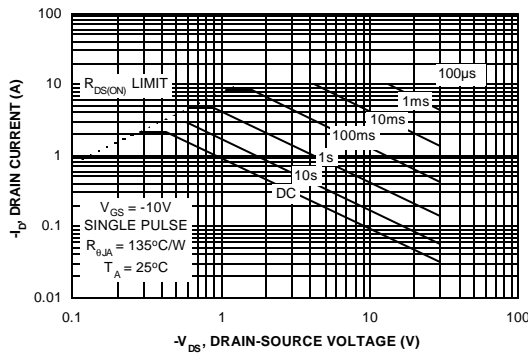 100
10
1
0.1
0.01
-I_D, DRAIN CURRENT (A)
R_DS(ON) LIMIT
100µs
1ms
10ms
100ms
1s
10s
DC
V_GS = -10V
SINGLE PULSE
R_θJA = 135°C/W
T_A = 25°C
0.1
1
10
100
-V_DS, DRAIN-SOURCE VOLTAGE (V)